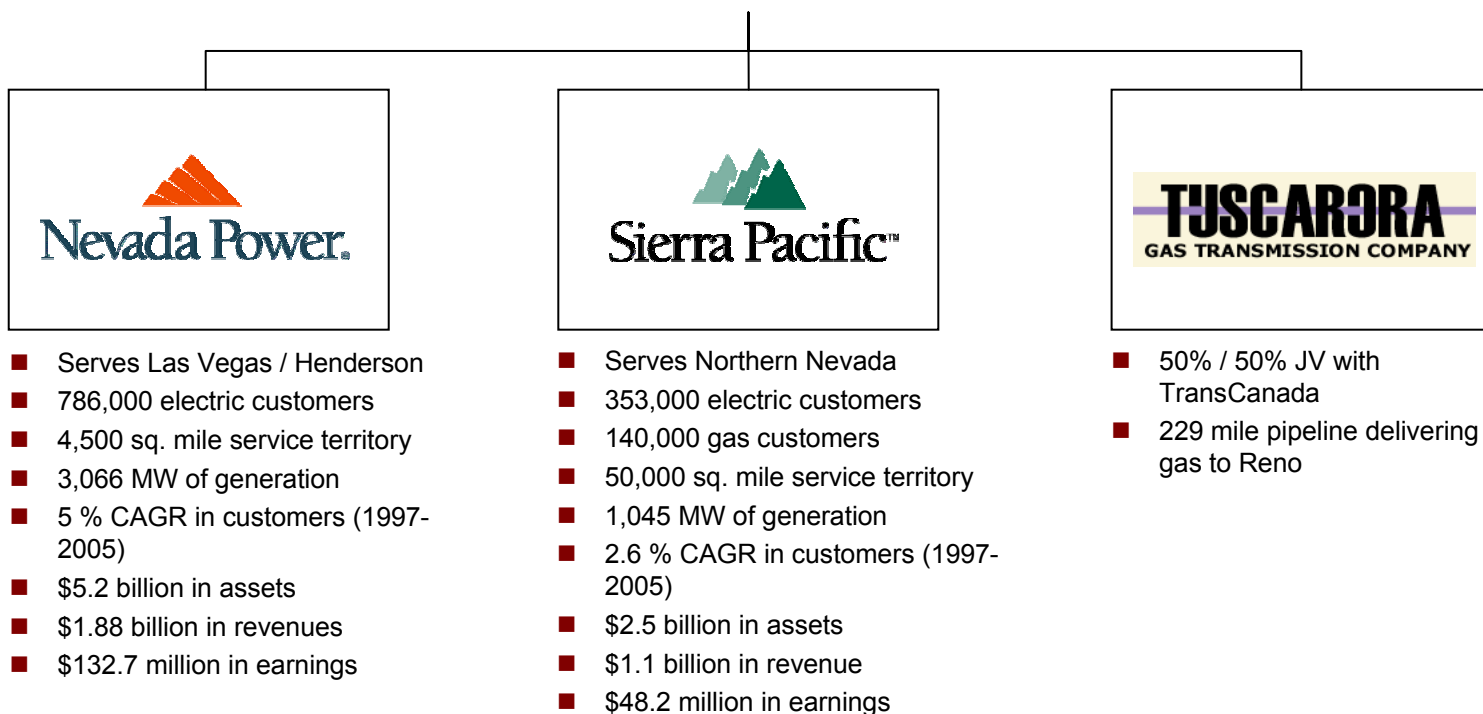 Nevada Power®
Serves Las Vegas / Henderson
786,000 electric customers
4,500 sq. mile service territory
3,066 MW of generation
5 % CAGR in customers (1997-
2005)
$5.2 billion in assets
$1.88 billion in revenues
$132.7 million in earnings
Sierra Pacific™
Serves Northern Nevada
353,000 electric customers
140,000 gas customers
50,000 sq. mile service territory
1,045 MW of generation
2.6 % CAGR in customers (1997-
2005)
$2.5 billion in assets
$1.1 billion in revenue
$48.2 million in earnings
TUSCARORA
GAS TRANSMISSION COMPANY
50% / 50% JV with
TransCanada
229 mile pipeline delivering
gas to Reno